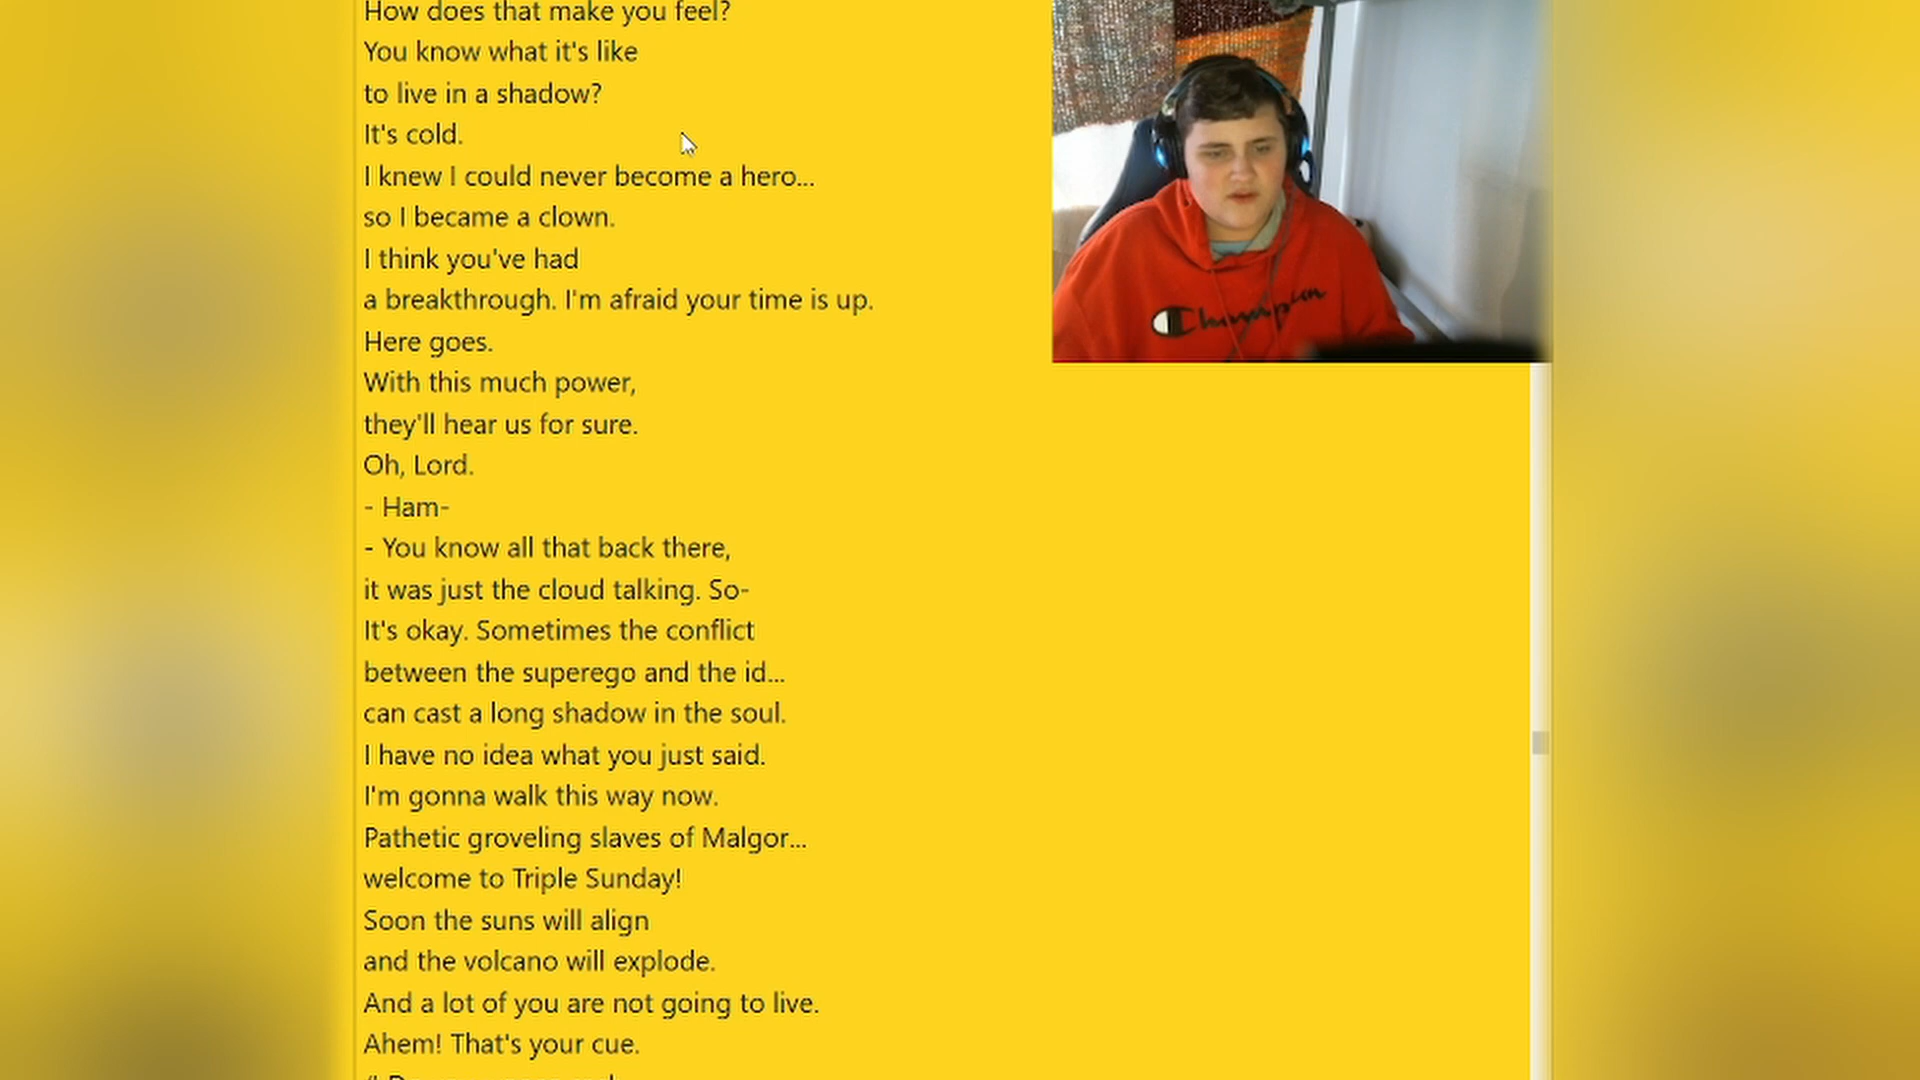 How does that make you feel?
You know what it's like
to live in a shadow?
It's cold.
I knew I could never become a hero...
so I became a clown.
I think you've had
a breakthrough. I'm afraid your time is up.
Here goes.
With this much power,
they'll hear us for sure.
Oh, Lord.
- Ham-
- You know all that back there,
it was just the cloud talking. So-
It's okay. Sometimes the conflict
between the superego and the id...
can cast a long shadow in the soul.
I have no idea what you just said.
I'm gonna walk this way now.
Pathetic groveling slaves of Malgor...
welcome to Triple Sunday!
Soon the suns will align
and the volcano will explode.
And a lot of you are not going to live.
Ahem! That's your cue.
Champion